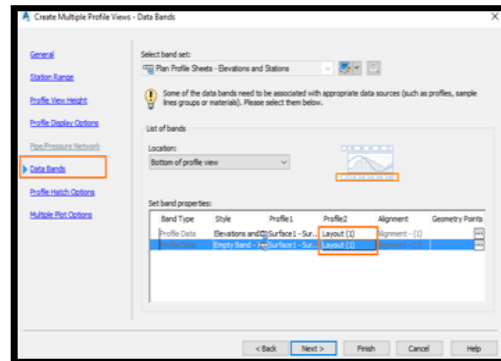 Create Multiple Profile Views - Data Bands
General
Station Range
Profile View Height
Profile Display Options
Pipe/Pressure Network
Data Bands
Profile Hatch Options
Multiple Plot Options
Select band set:
Plan Profile Sheets - Elevations and Stations
Some of the data bands need to be associated with appropriate data sources (such as profiles, sample
lines groups or materials). Please select them below.
List of bands
Location:
Bottom of profile view
Set band properties:
Band Type Style Profile1 Profile2 Alignment Geometry Points
Profile Data Elevations and Surface1 - Sur... Layout (1) Alignment - (1)
Profile Data Empty Band - Surface1 - Sur... Layout (1) Alignment - (1)
< Back Next > Finish Cancel Help